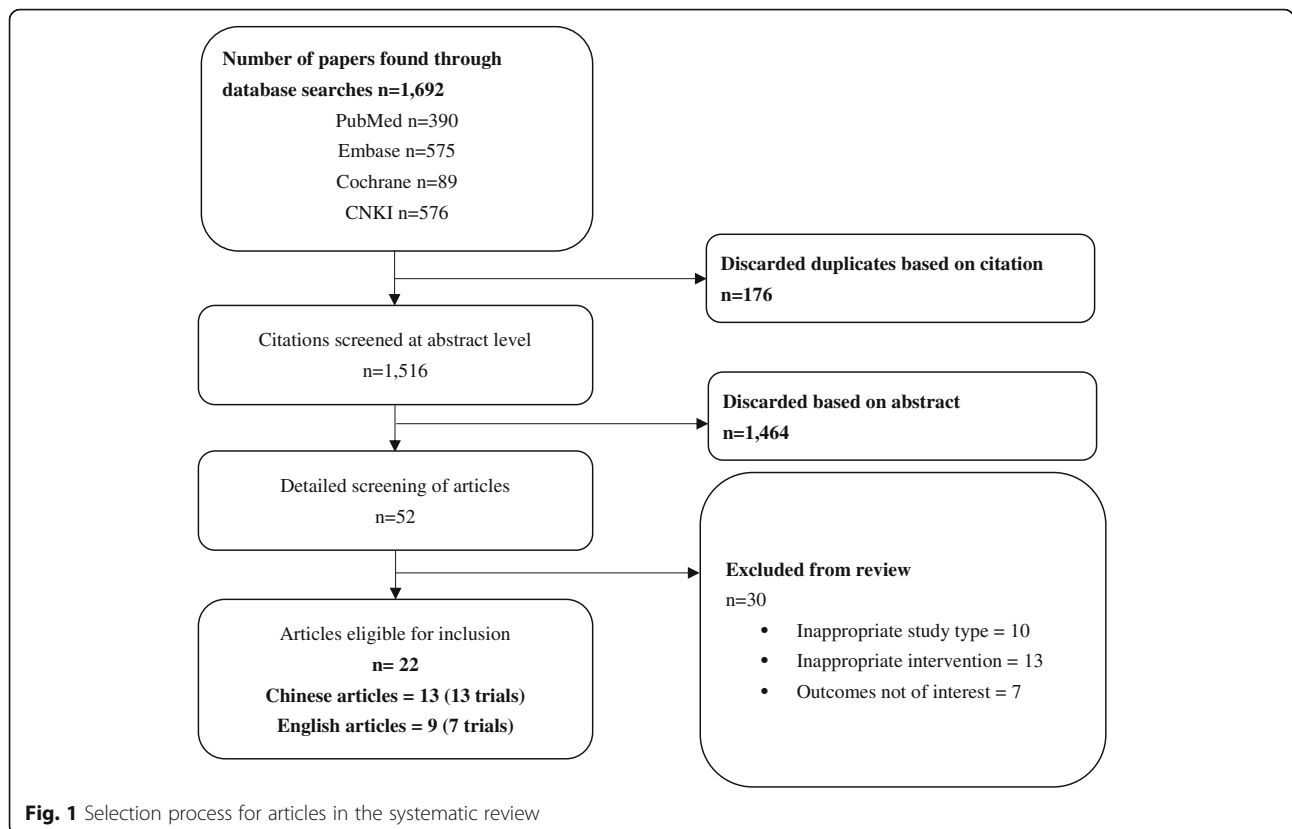 Number of papers found through
database searches n=1,692
PubMed n=390
Embase n=575
Cochrane n=89
CNKI n=576
Discarded duplicates based on citation
n=176
Citations screened at abstract level
n=1,516
Discarded based on abstract
n=1,464
Detailed screening of articles
n=52
Excluded from review
n=30
• Inappropriate study type = 10
• Inappropriate intervention = 13
• Outcomes not of interest = 7
Articles eligible for inclusion
n= 22
Chinese articles = 13 (13 trials)
English articles = 9 (7 trials)
Fig. 1 Selection process for articles in the systematic review